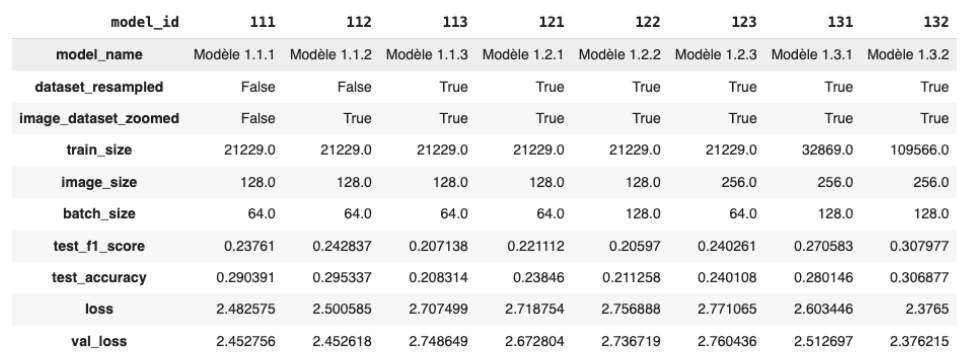 model_id 111 112 113 121 122 123 131 132
model_name Modèle 1.1.1 Modèle 1.1.2 Modèle 1.1.3 Modèle 1.2.1 Modèle 1.2.2 Modèle 1.2.3 Modèle 1.3.1 Modèle 1.3.2
dataset_resampled False False True True True True True True
image_dataset_zoomed False True True True True True True True
train_size 21229.0 21229.0 21229.0 21229.0 21229.0 21229.0 32869.0 109566.0
image_size 128.0 128.0 128.0 128.0 128.0 256.0 256.0 256.0
batch_size 64.0 64.0 64.0 64.0 128.0 64.0 128.0 128.0
test_f1_score 0.23761 0.242837 0.207138 0.221112 0.20597 0.240261 0.270583 0.307977
test_accuracy 0.290391 0.295337 0.208314 0.23846 0.211258 0.240108 0.280146 0.306877
loss 2.482575 2.500585 2.707499 2.718754 2.756888 2.771065 2.603446 2.3765
val_loss 2.452756 2.452618 2.748649 2.672804 2.736719 2.760436 2.512697 2.376215